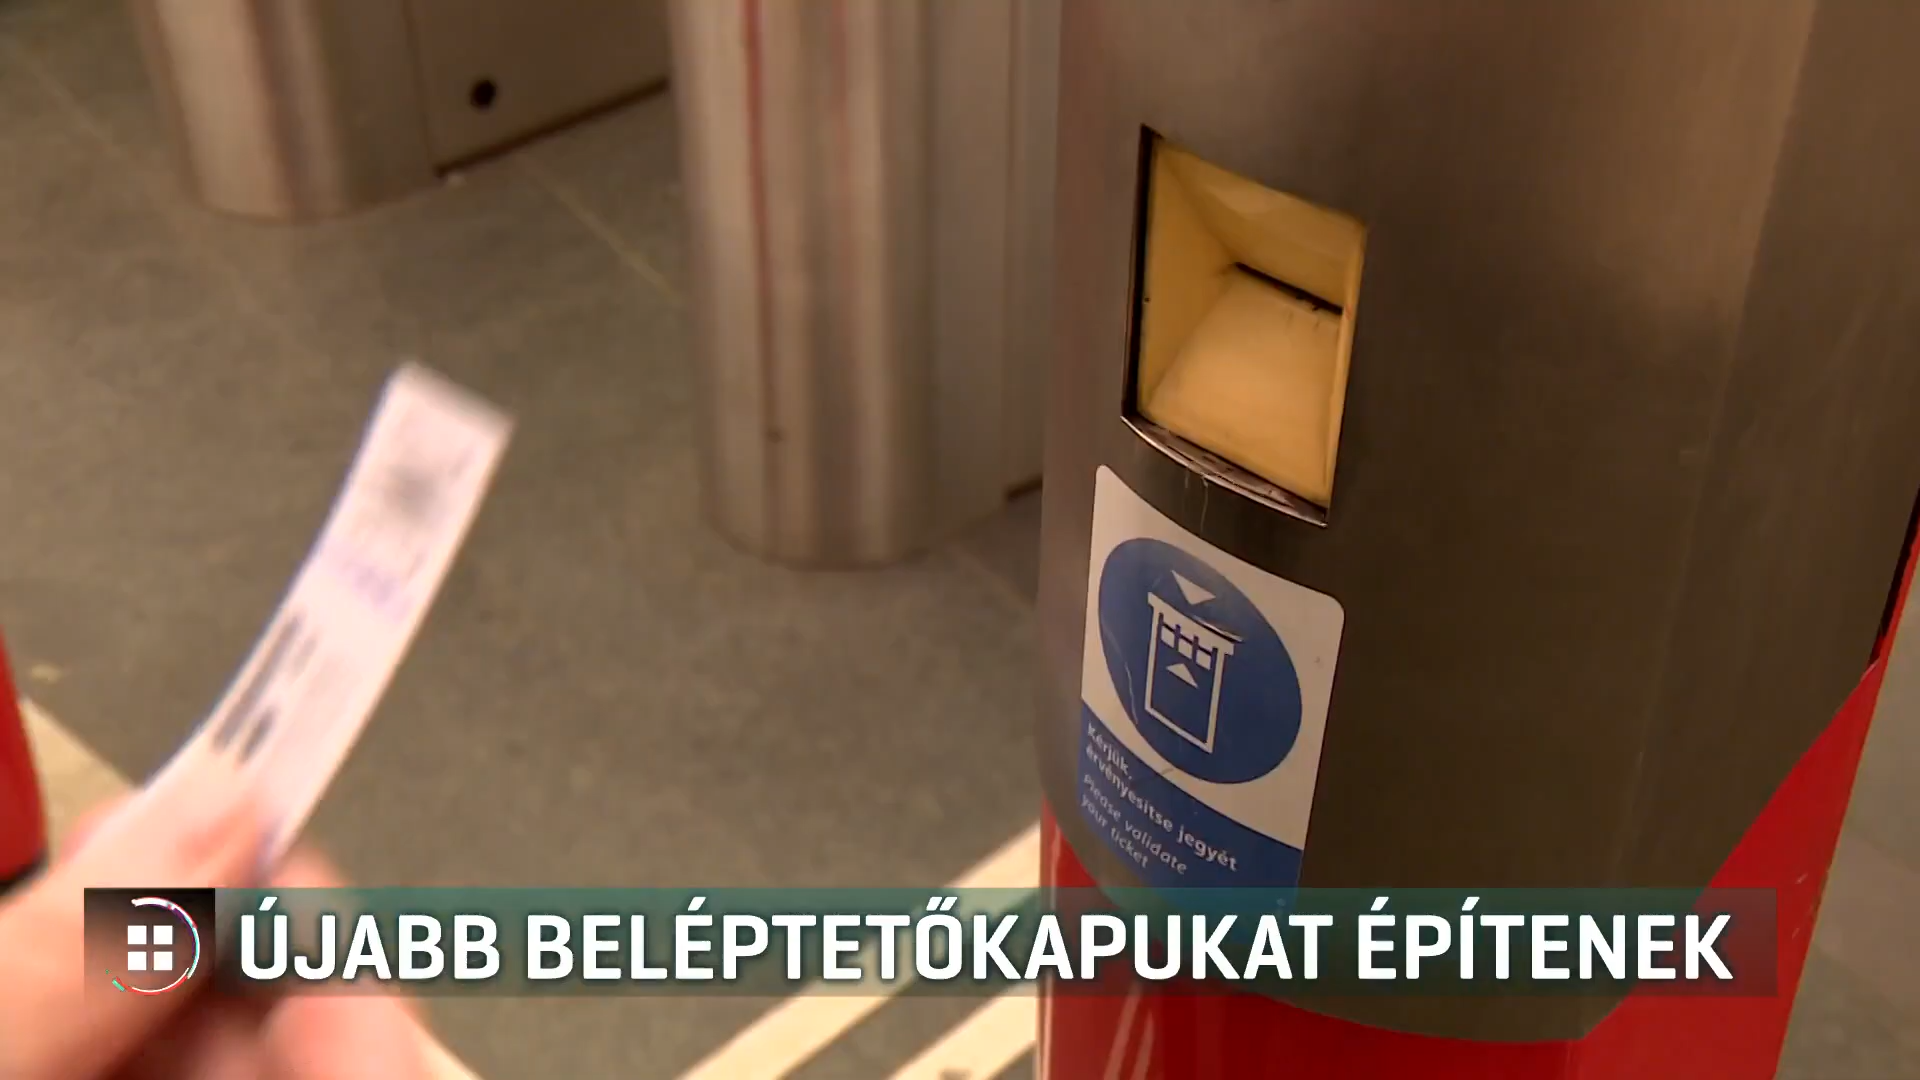 Kérjük,
érvényesítse jegyét
Please validate
your ticket
ÚJABB BELÉPTETŐKAPUKAT ÉPÍTENEK